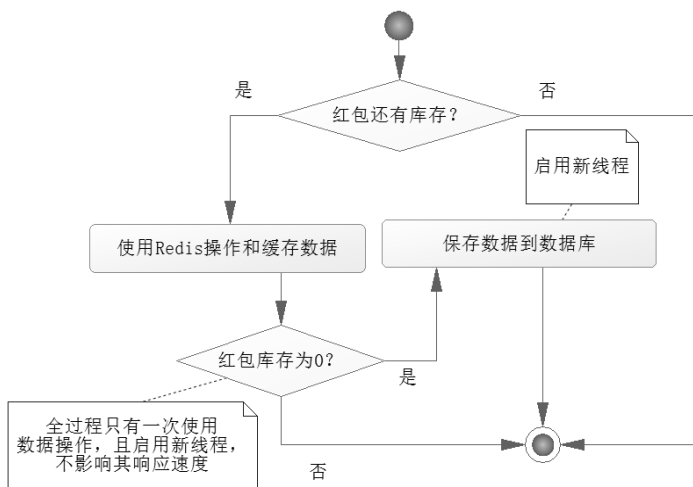 是
否
红包还有库存？
启用新线程
使用Redis操作和缓存数据
保存数据到数据库
红包库存为0？
是
全过程只有一次使用
数据操作，且启用新线程，
不影响其响应速度
否